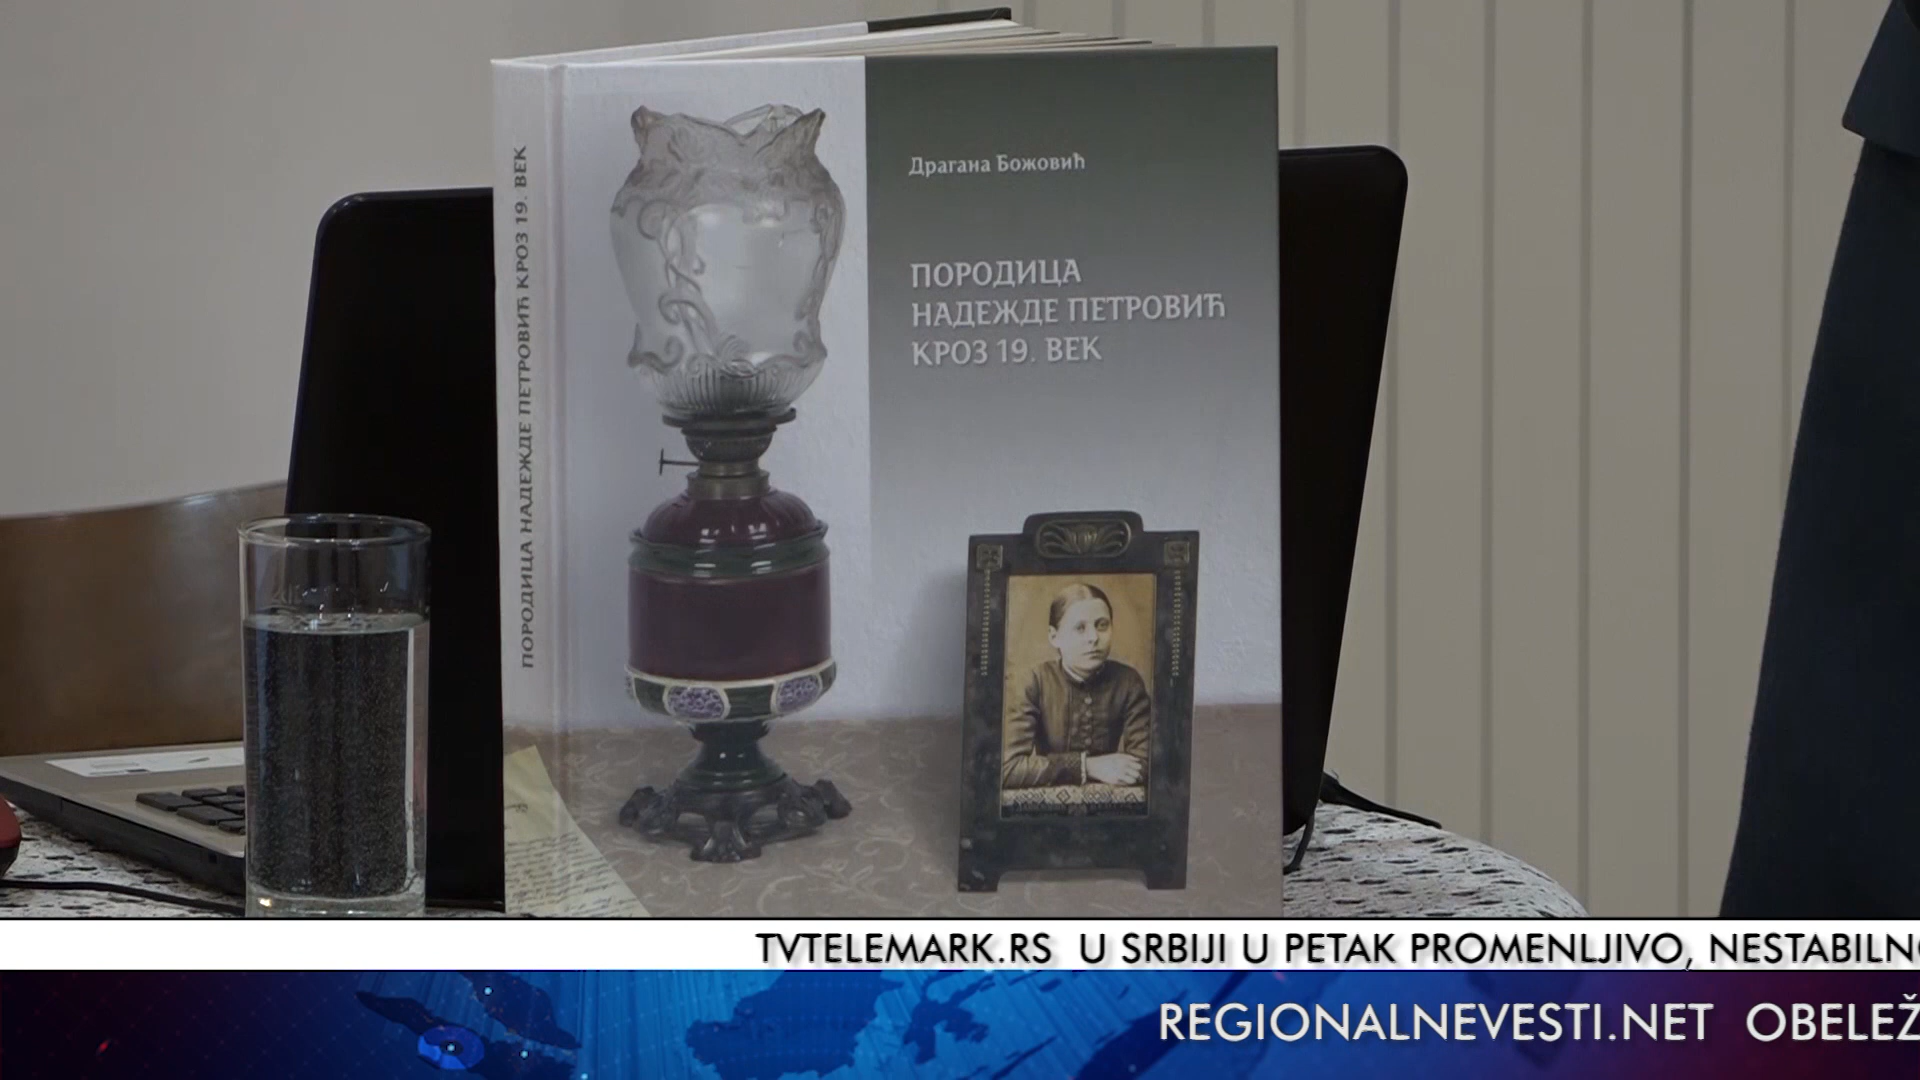 Драгана Божовић
ПОРОДИЦА
НАДЕЖДЕ ПЕТРОВИЋ
КРОЗ 19. ВЕК
ПОРОДИЦА НАДЕЖДЕ ПЕТРОВИЋ КРОЗ 19. ВЕК
TVTELEMARK.RS U SRBIJI U PETAK PROMENLJIVO, NESTABILNO
REGIONALNEVESTI.NET OBELEŽ